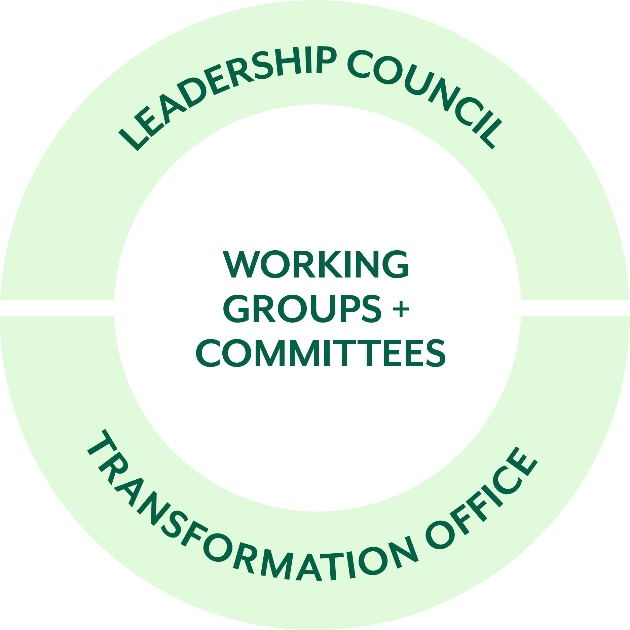 LEADERSHIP COUNCIL
WORKING
GROUPS +
COMMITTEES
TRANSFORMATION OFFICE